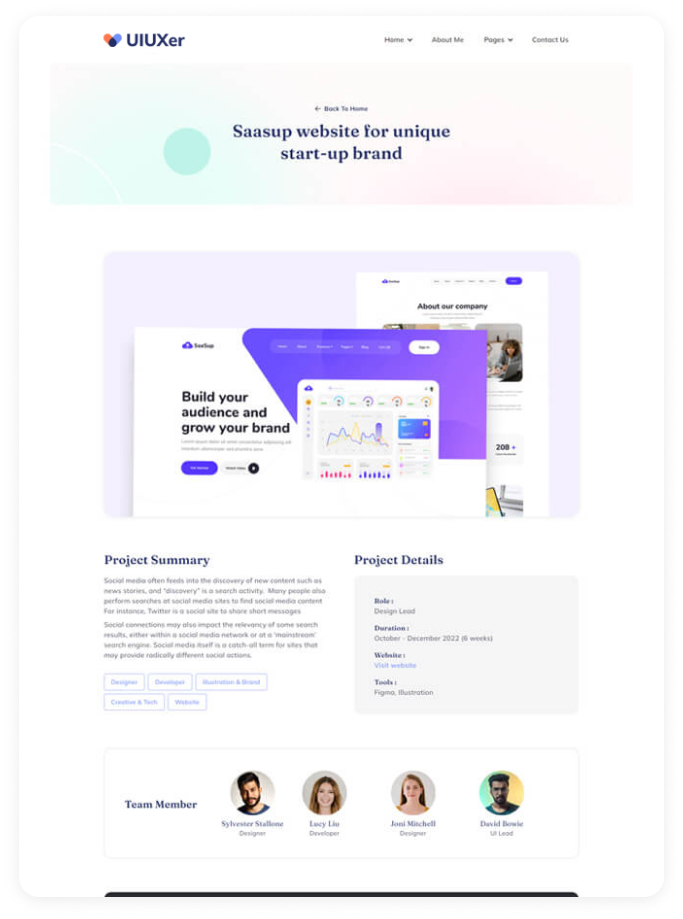 UIUXer
Home
About Me
Pages
Contact Us
← Back To Home
Saasup website for unique
start-up brand
SaaSup
About our company
SaaSup
Home
Blog
Sign in
Build your
audience and
grow your brand
208 +
Project Summary
Social media often feeds into the discovery of new content such as
news stories, and "discovery" is a search activity. Many people also
perform searches at social media sites to find social media content
For instance, Twitter is a social site to share short messages
Social connections may also impact the relevancy of some search
results, either within a social media network or at a 'mainstream'
search engine. Social media itself is a catch-all term for sites that
may provide radically different social actions.
Designer
Developer
Illustration & Brand
Creative & Tech
Website
Project Details
Role :
Design Lead
Duration :
October - December 2022 (6 weeks)
Website :
Visit website
Tools :
Figma, Illustration
Team Member
Sylvester Stallone
Designer
Lucy Liu
Developer
Joni Mitchell
Designer
David Bowie
UI Lead